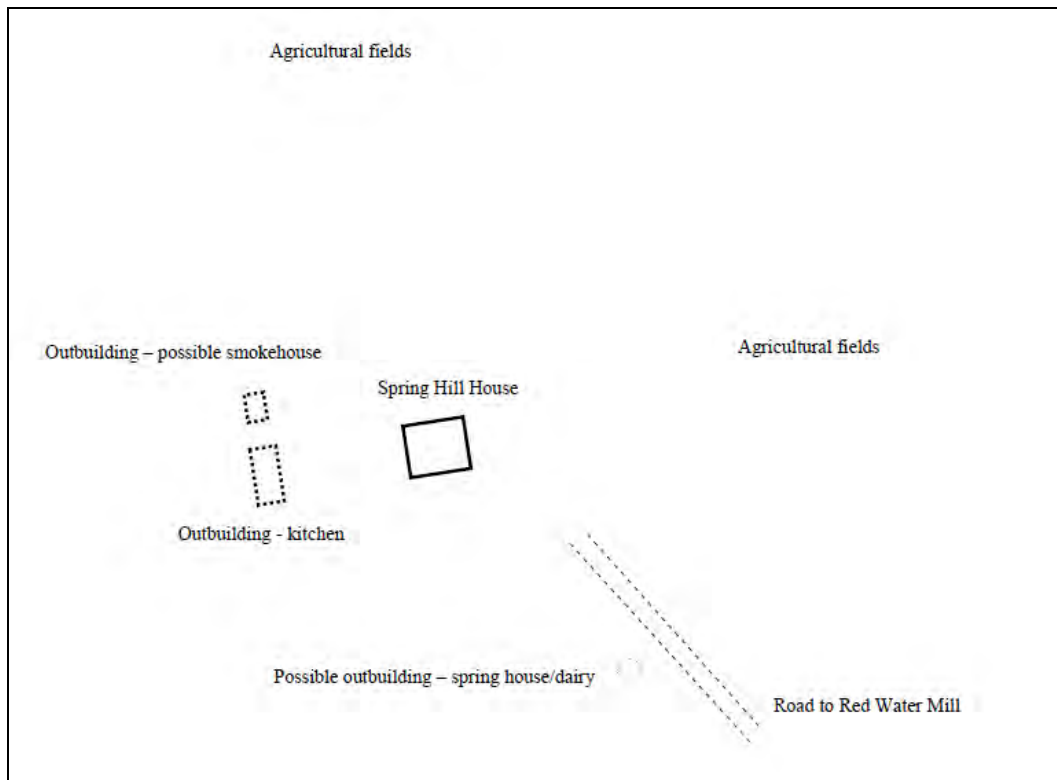 Agricultural fields
Outbuilding – possible smokehouse
Agricultural fields
Spring Hill House
Outbuilding - kitchen
Possible outbuilding – spring house/dairy
Road to Red Water Mill